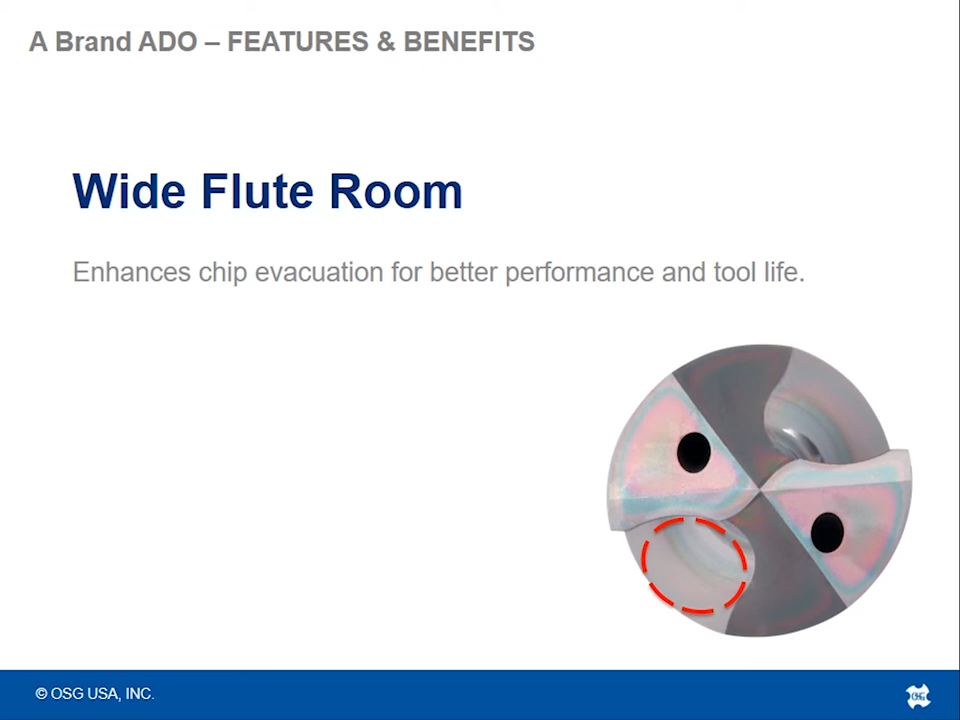 A Brand ADO – FEATURES & BENEFITS
Wide Flute Room
Enhances chip evacuation for better performance and tool life.
© OSG USA, INC.
OSG